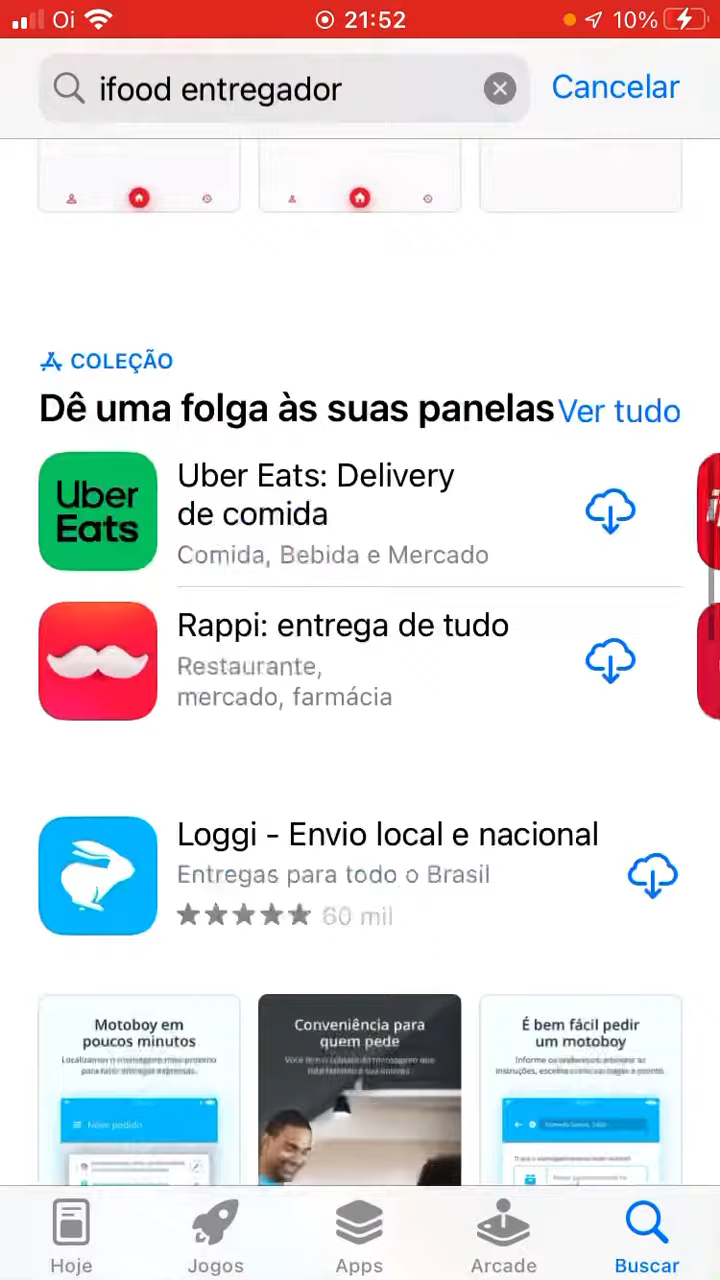 Oi 21:52 10%
ifood entregador Cancelar
COLEÇÃO
Dê uma folga às suas panelas Ver tudo
Uber Eats
Uber Eats: Delivery
de comida
Comida, Bebida e Mercado
Rappi: entrega de tudo
Restaurante,
mercado, farmácia
Loggi - Envio local e nacional
Entregas para todo o Brasil
60 mil
Motoboy em
poucos minutos
Novo pedido
Conveniência para
quem pede
É bem fácil pedir
um motoboy
Hoje Jogos Apps Arcade Buscar